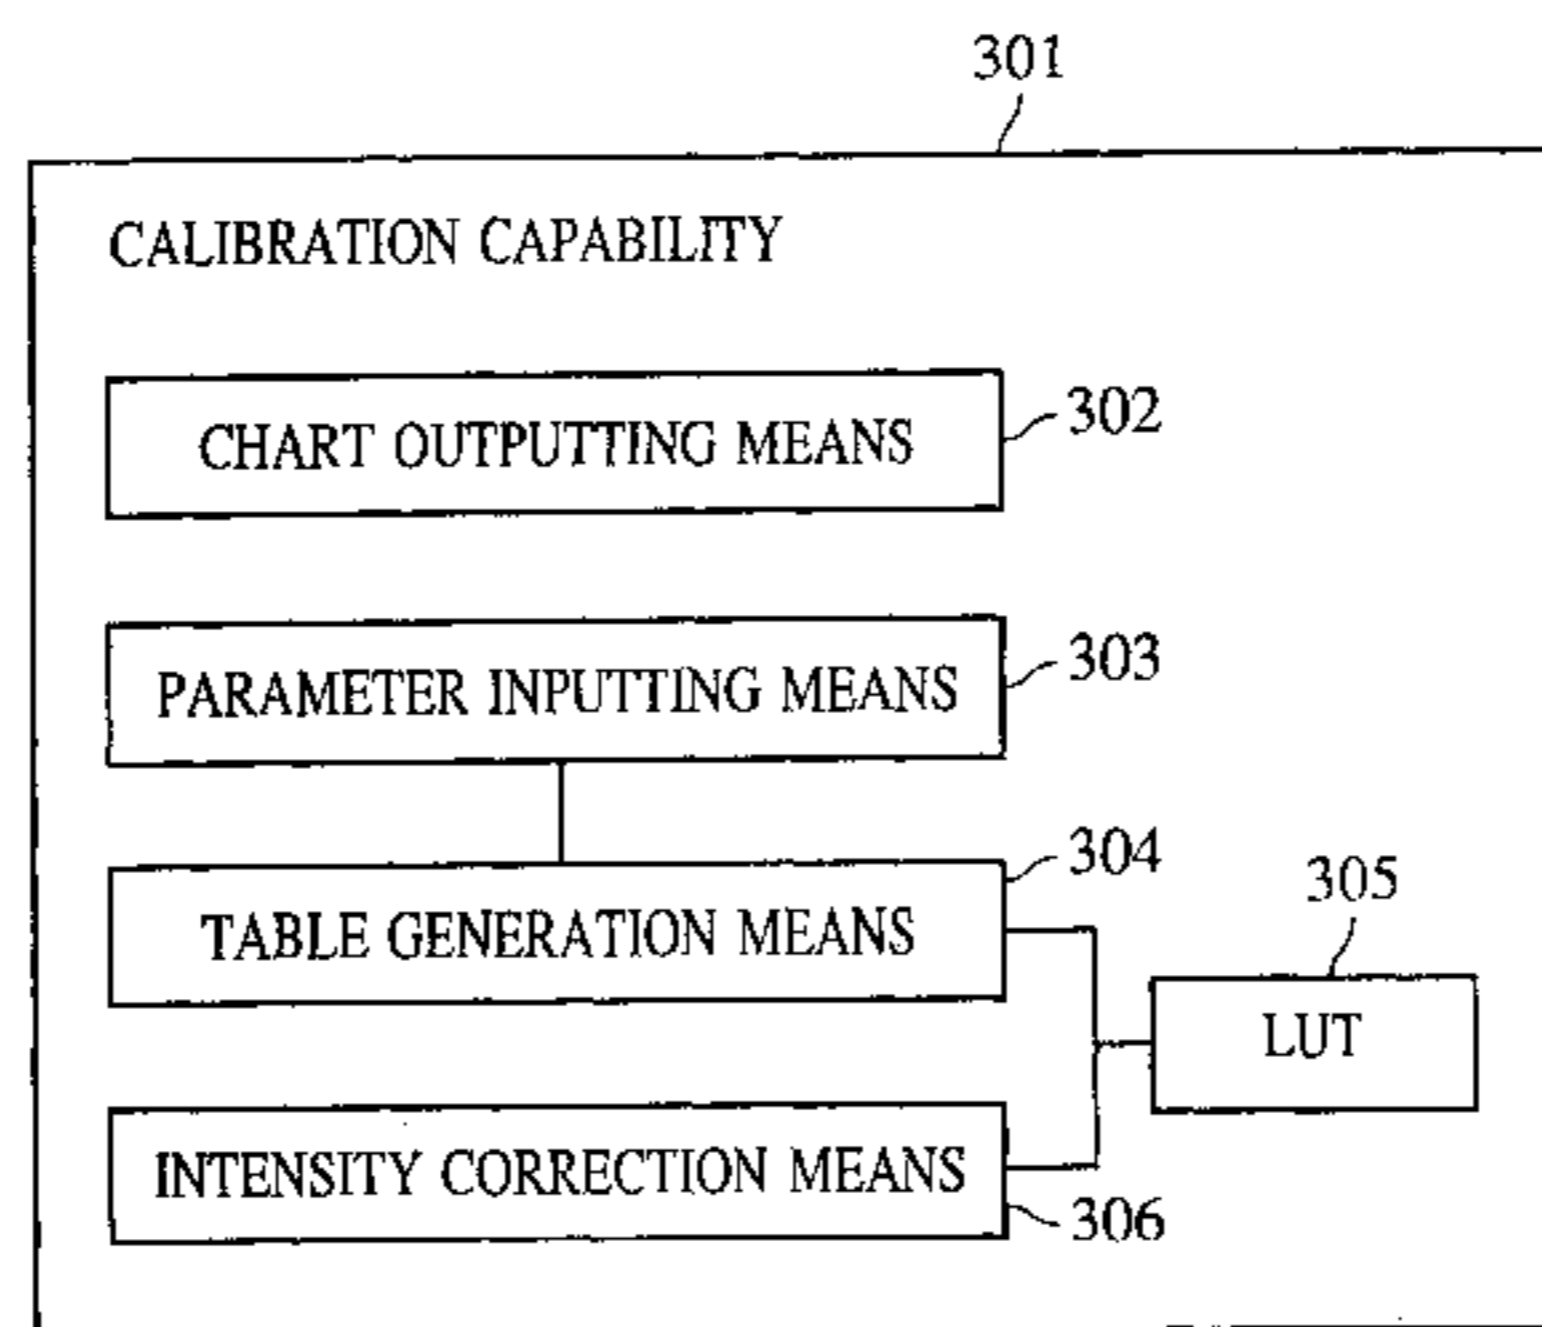 301
CALIBRATION CAPABILITY
CHART OUTPUTTING MEANS
302
PARAMETER INPUTTING MEANS
303
304
TABLE GENERATION MEANS
305
LUT
INTENSITY CORRECTION MEANS
306